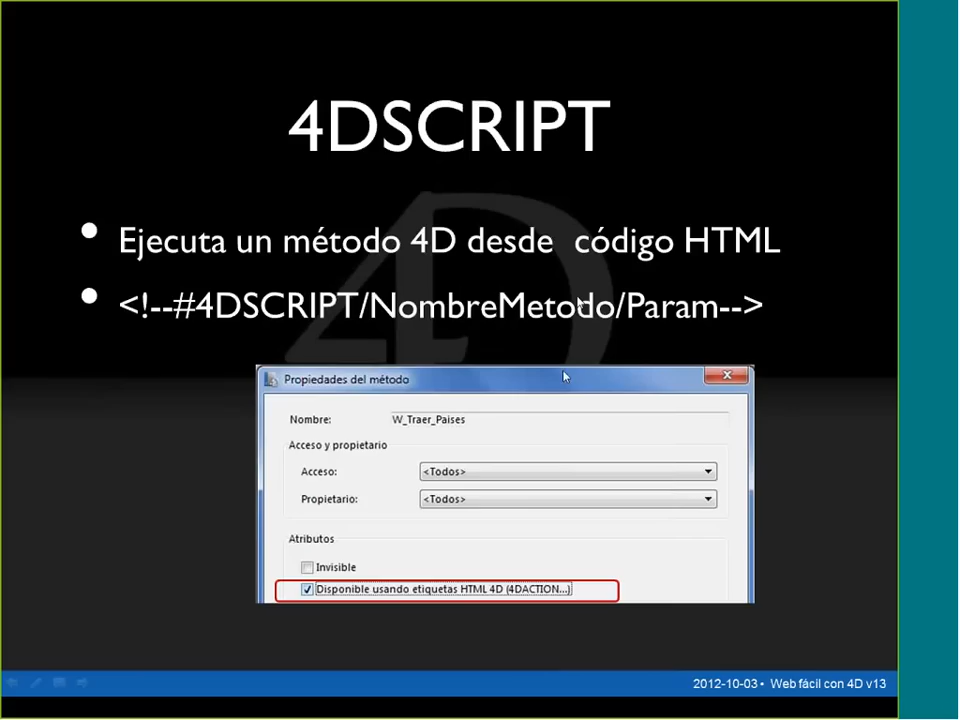 4DSCRIPT
• Ejecuta un método 4D desde código HTML
• <!--#4DSCRIPT/NombreMetodo/Param-->
Propiedades del método
Nombre: W_Traer_Paises
Acceso y propietario
Acceso: <Todos>
Propietario: <Todos>
Atributos
Invisible
Disponible usando etiquetas HTML 4D (4DACTION...)
2012-10-03 • Web fácil con 4D v13